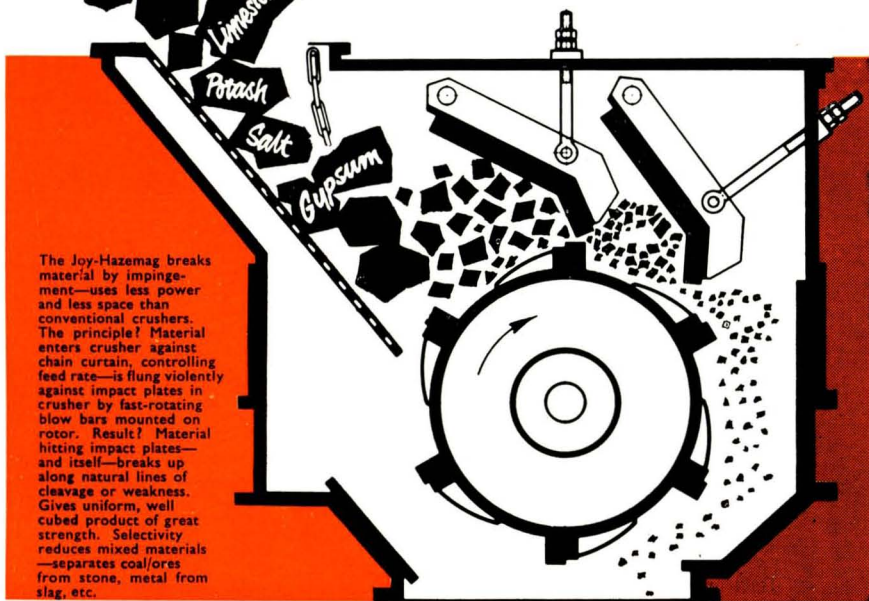 Limest
Potash
Salt
Gypsum
The Joy-Hazemag breaks
material by impinge-
ment—uses less power
and less space than
conventional crushers.
The principle? Material
enters crusher against
chain curtain, controlling
feed rate—is flung violently
against impact plates in
crusher by fast-rotating
blow bars mounted on
rotor. Result? Material
hitting impact plates—
and itself—breaks up
along natural lines of
cleavage or weakness.
Gives uniform, well
cubed product of great
strength. Selectivity
reduces mixed materials
—separates coal/ores
from stone, metal from
slag, etc.